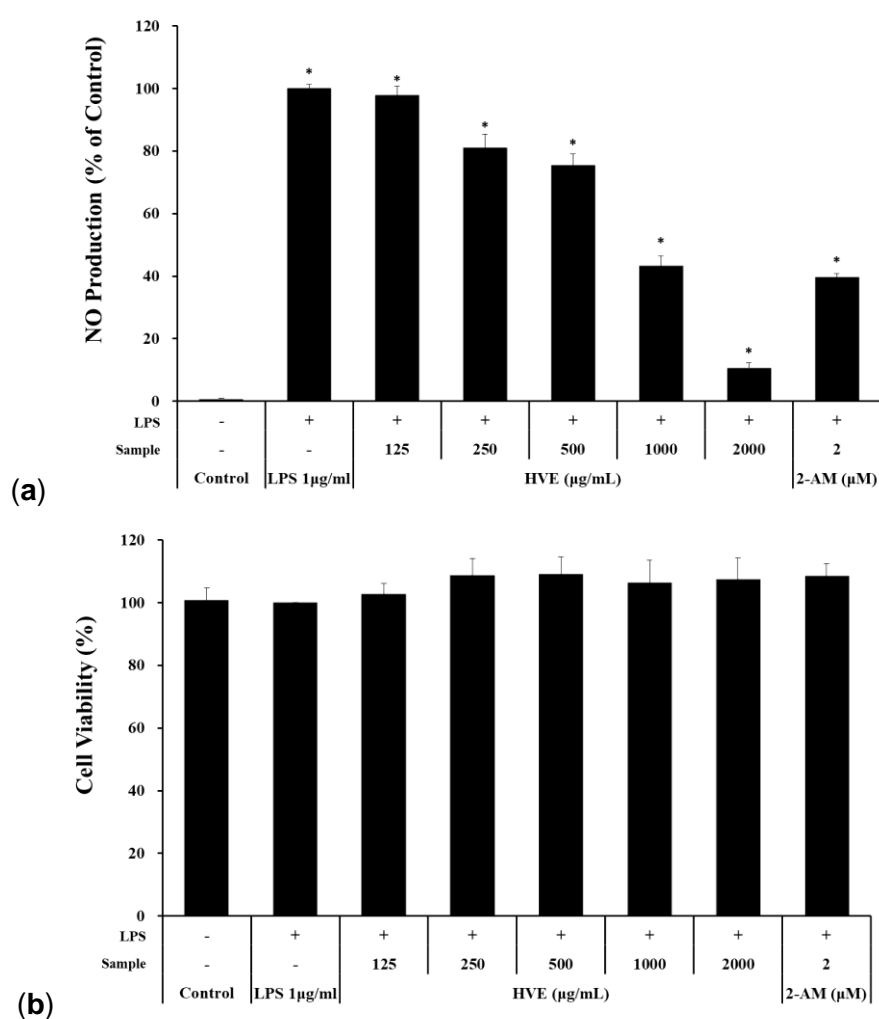 NO Production (% of Control)
120
100
80
60
40
20
0
* * * * * * *
LPS - + + + + + + +
Sample - - 125 250 500 1000 2000 2
Control LPS 1μg/ml HVE (μg/mL) 2-AM (μM)
(a)
Cell Viability (%)
120
100
80
60
40
20
0
LPS - + + + + + + +
Sample - - 125 250 500 1000 2000 2
Control LPS 1μg/ml HVE (μg/mL) 2-AM (μM)
(b)